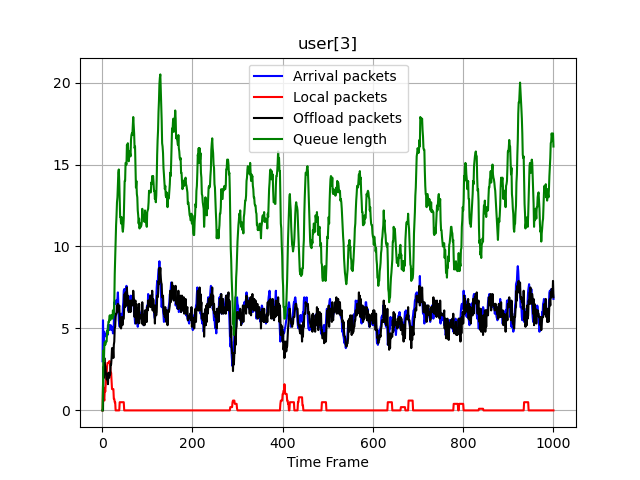 user[3]
Arrival packets
Local packets
Offload packets
Queue length
20
15
10
5
0
0 200 400 600 800 1000
Time Frame